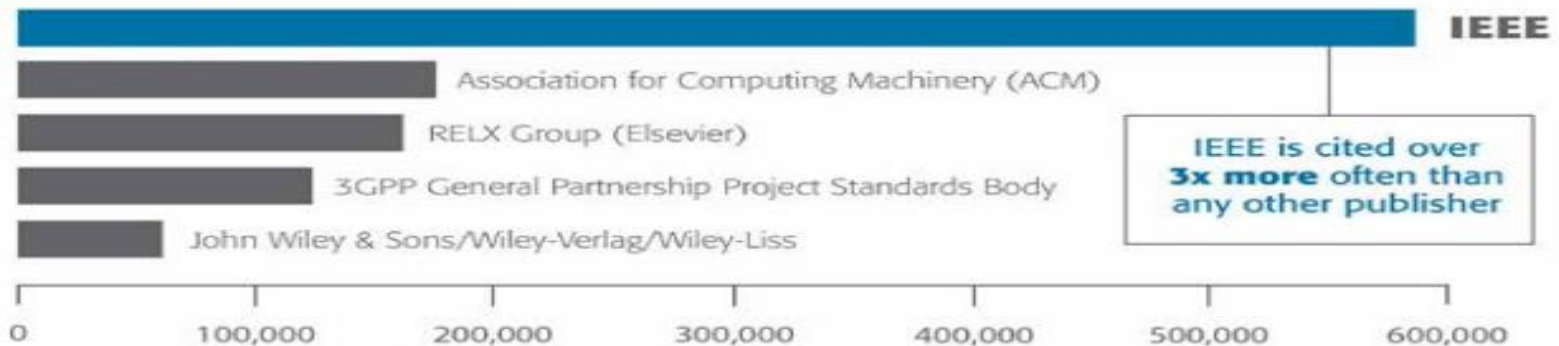 IEEE
Association for Computing Machinery (ACM)
RELX Group (Elsevier)
IEEE is cited over
3x more often than
any other publisher
3GPP General Partnership Project Standards Body
John Wiley & Sons/Wiley-Verlag/Wiley-Liss
0 100,000 200,000 300,000 400,000 500,000 600,000